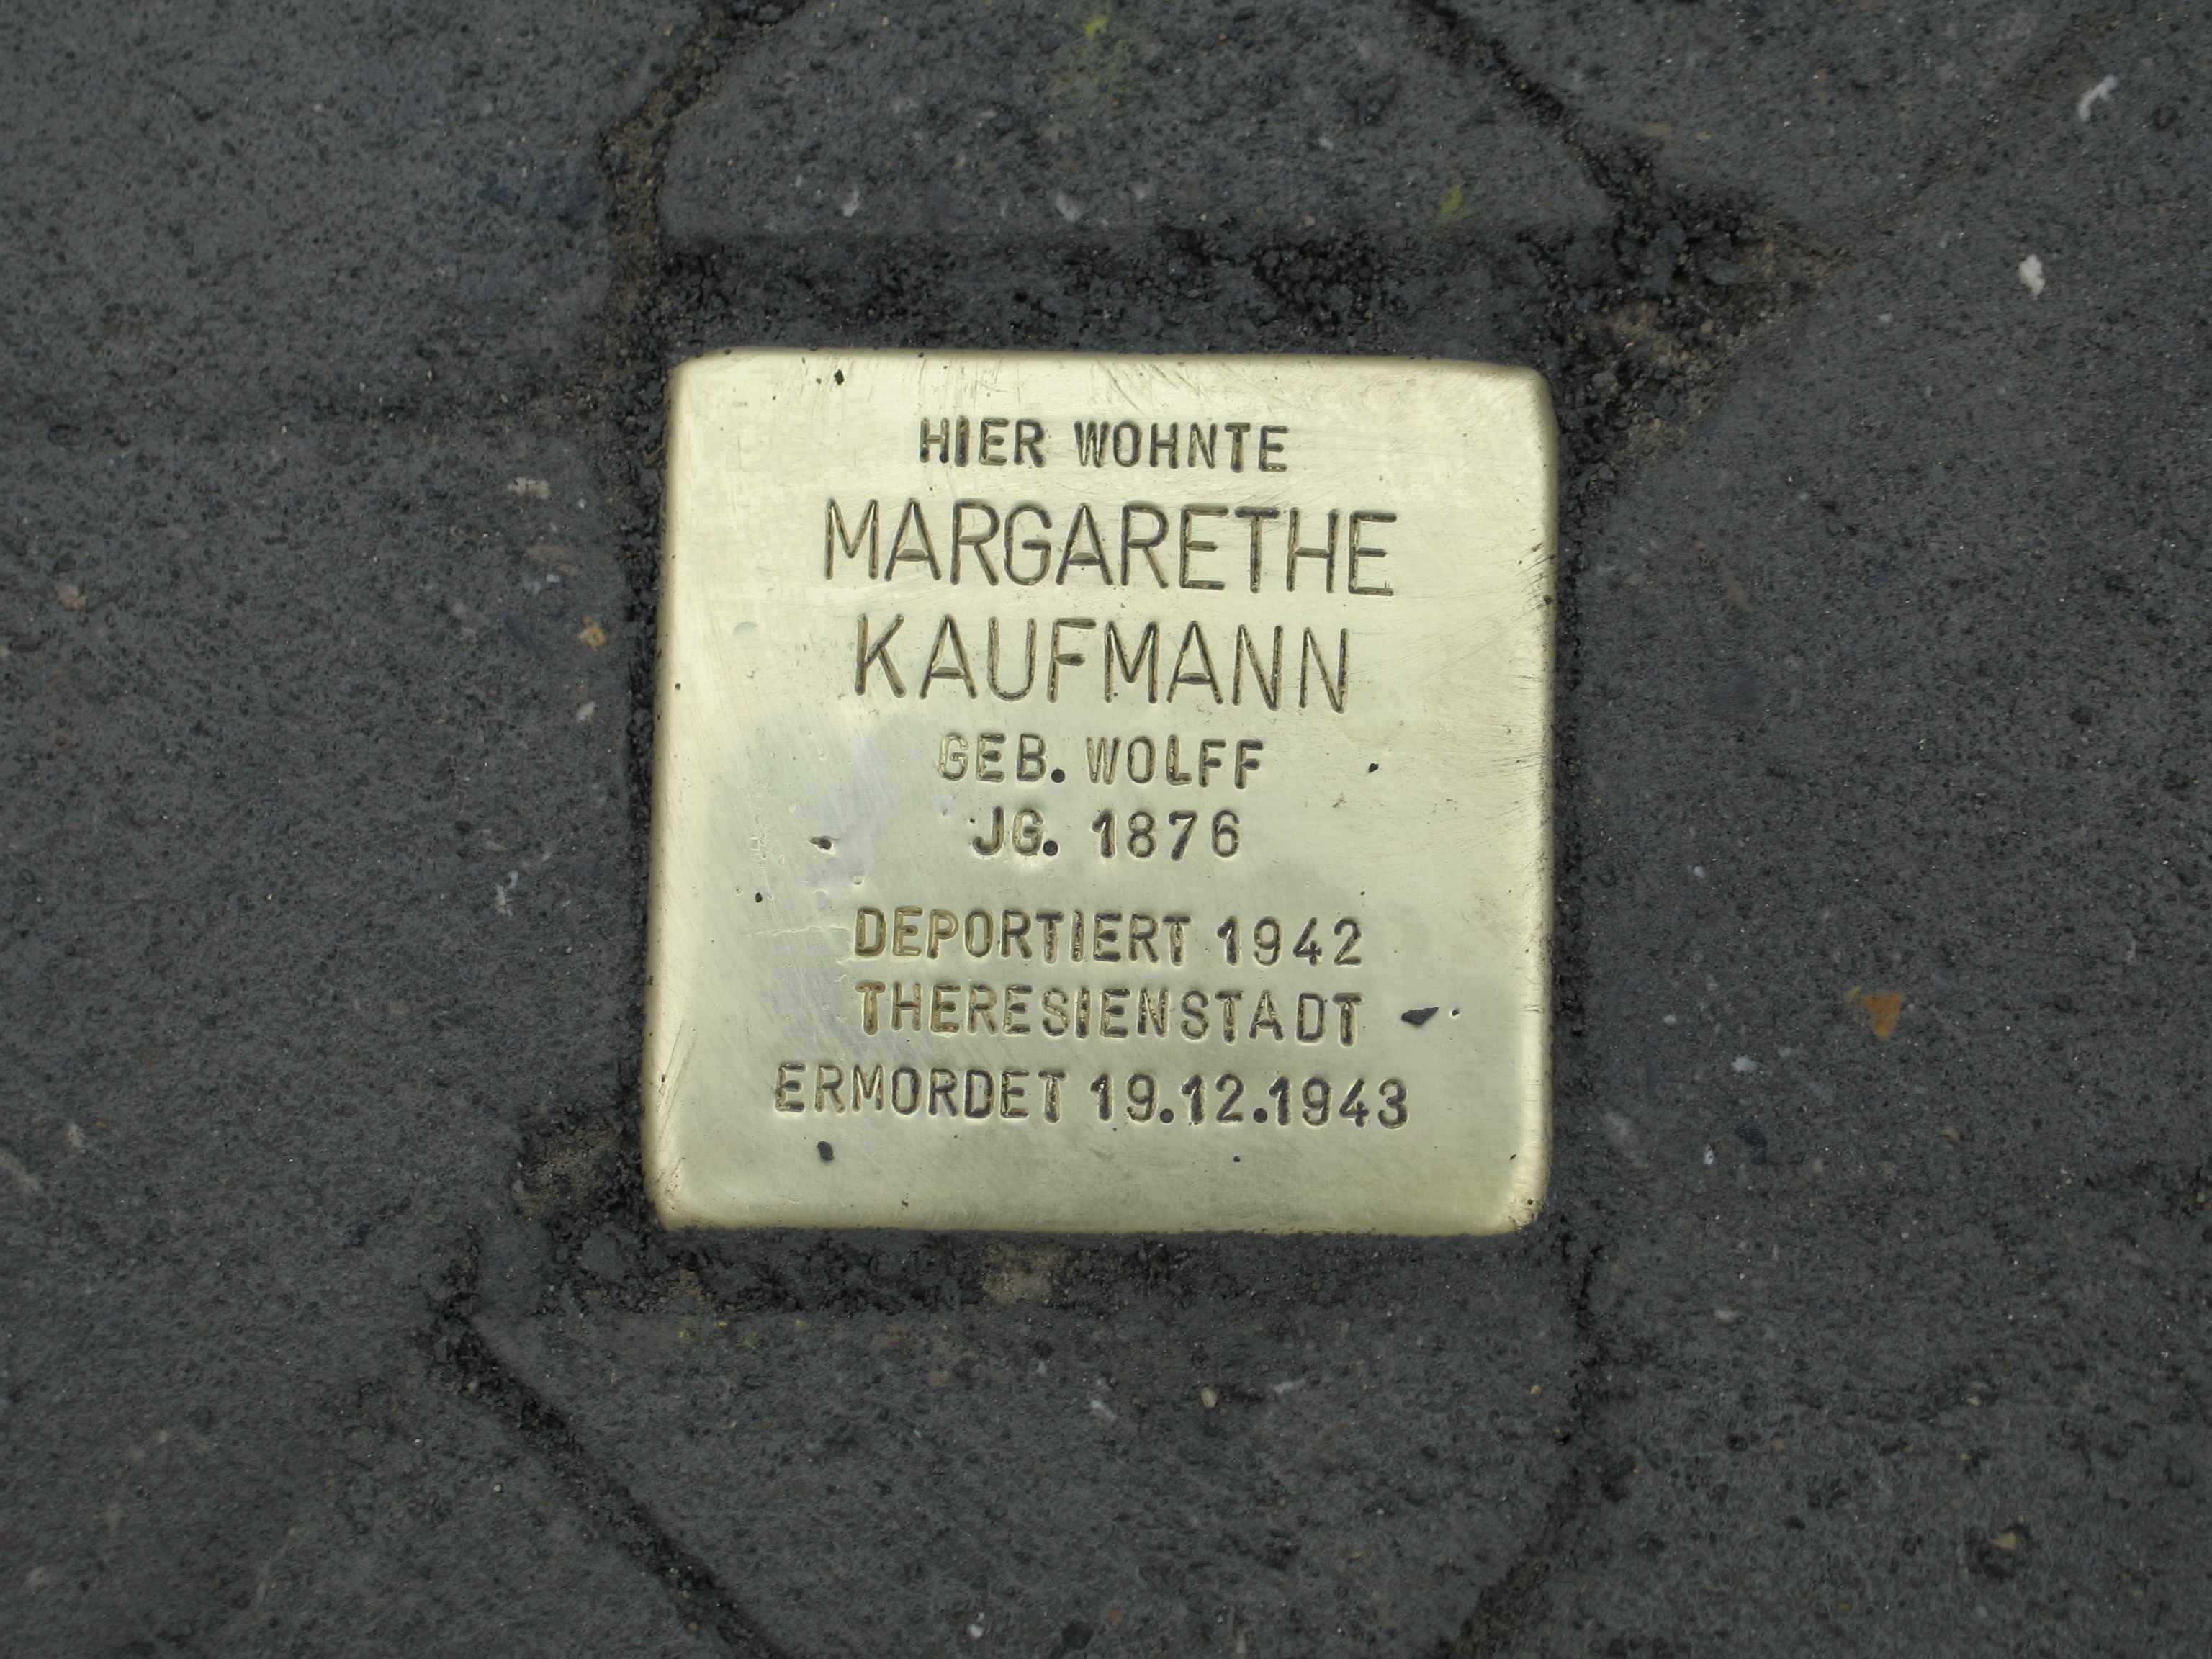 HIER WOHNTE
MARGARETHE
KAUFMANN
GEB. WOLFF
JG. 1876
DEPORTIERT 1942
THERESIENSTADT
ERMORDET 19.12.1943